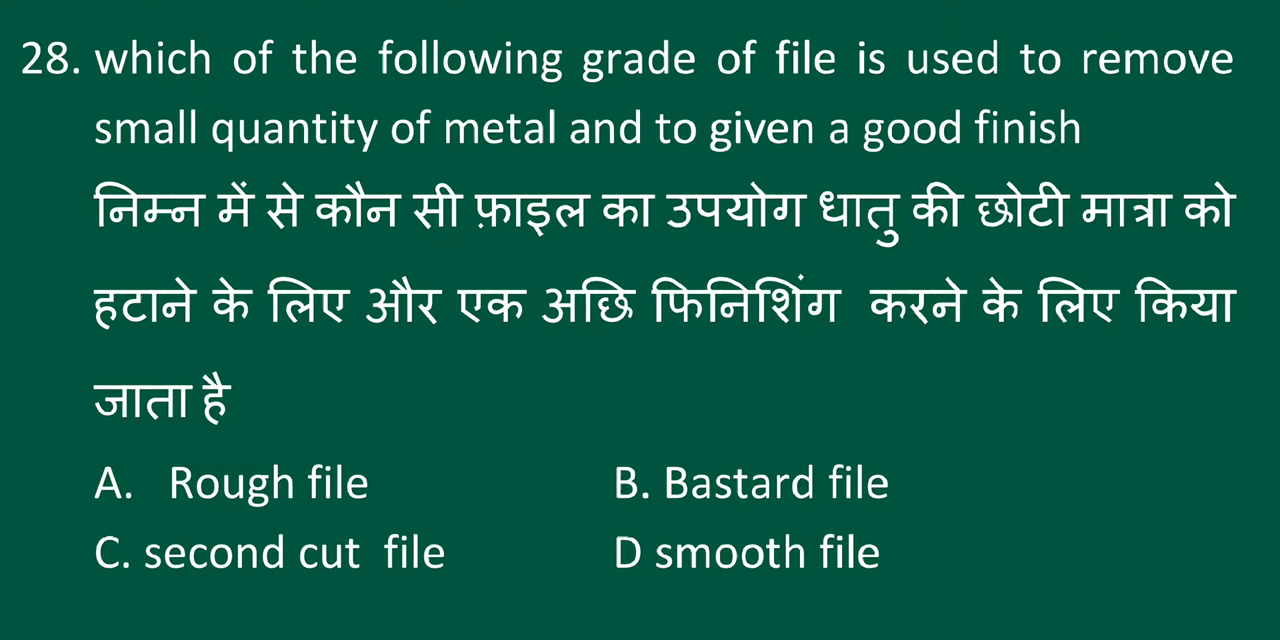 28. which of the following grade of file is used to remove
small quantity of metal and to given a good finish
निम्न में से कौन सी फ़ाइल का उपयोग धातु की छोटी मात्रा को
हटाने के लिए और एक अछि फिनिशिंग करने के लिए किया
जाता है
A. Rough file B. Bastard file
C. second cut file D smooth file